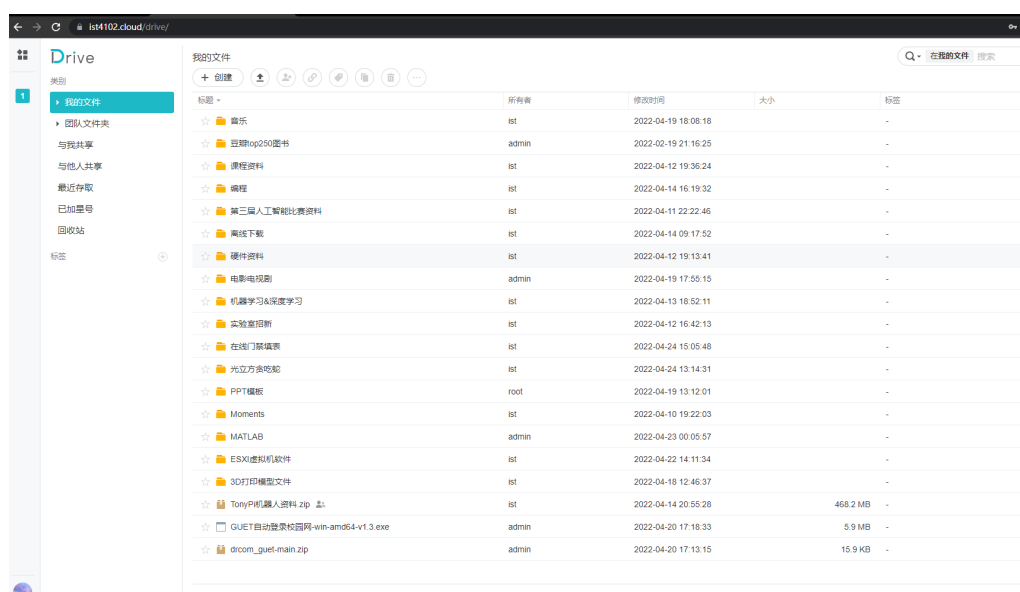 ist4102.cloud/drive/
Drive
我的文件
在我的文件 搜索
类别
创建
1
我的文件
标题 所有者 修改时间 大小 标签
团队文件夹
音乐 ist 2022-04-19 18:08:18 -
与我共享
豆瓣top250图书 admin 2022-02-19 21:16:25 -
与他人共享
课程资料 ist 2022-04-12 19:36:24 -
最近存取
编程 ist 2022-04-14 16:19:32 -
已加星号
第三届人工智能比赛资料 ist 2022-04-11 22:22:46 -
回收站
离线下载 ist 2022-04-14 09:17:52 -
标签
硬件资料 ist 2022-04-12 19:13:41 -
电影电视剧 admin 2022-04-19 17:55:15 -
机器学习&深度学习 ist 2022-04-13 18:52:11 -
实验室招新 ist 2022-04-12 16:42:13 -
在线门禁填表 ist 2022-04-24 15:05:48 -
光立方贪吃蛇 ist 2022-04-24 13:14:31 -
PPT模板 root 2022-04-19 13:12:01 -
Moments ist 2022-04-10 19:22:03 -
MATLAB admin 2022-04-23 00:05:57 -
ESXI虚拟机软件 ist 2022-04-22 14:11:34 -
3D打印模型文件 ist 2022-04-18 12:46:37 -
TonyPi机器人资料.zip ist 2022-04-14 20:55:28 468.2 MB -
GUET自动登录校园网-win-amd64-v1.3.exe admin 2022-04-20 17:18:33 5.9 MB -
drcom_guet-main.zip admin 2022-04-20 17:13:15 15.9 KB -